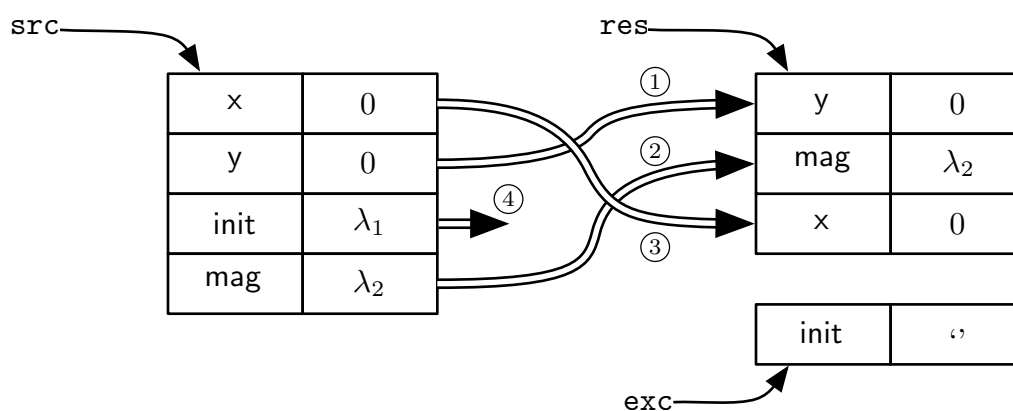 src
x 0
y 0
init λ1
mag λ2
①
②
③
④
res
y 0
mag λ2
x 0
init ‘’
exc